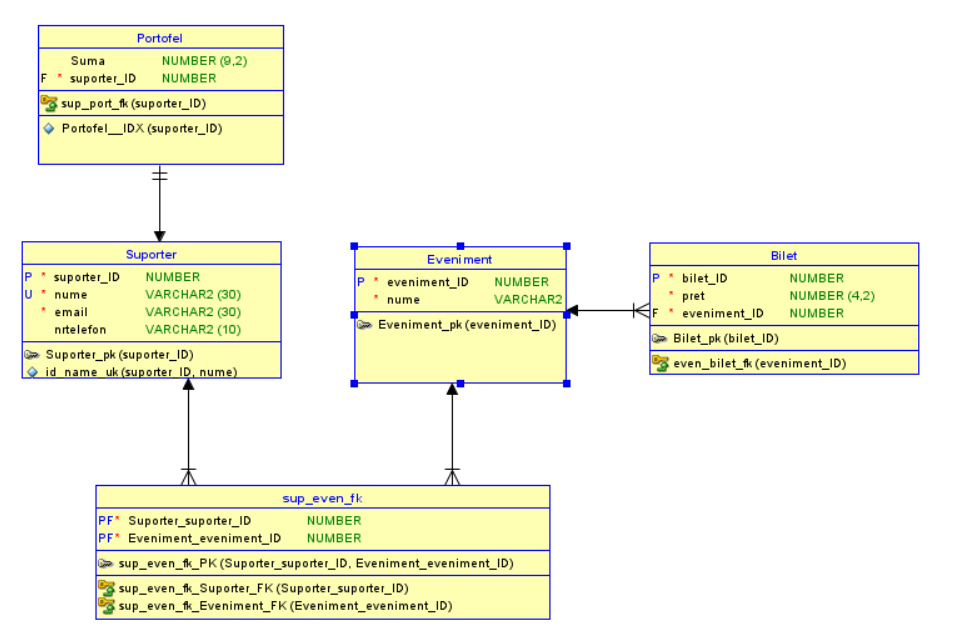 Portofel
Suma NUMBER (9,2)
F * suporter_ID NUMBER
sup_port_fk (suporter_ID)
Portofel__IDX (suporter_ID)
Suporter
P * suporter_ID NUMBER
U * nume VARCHAR2 (30)
* email VARCHAR2 (30)
nrtelefon VARCHAR2 (10)
Suporter_pk (suporter_ID)
id_name_uk (suporter_ID, nume)
Eveniment
P * eveniment_ID NUMBER
* nume VARCHAR2
Eveniment_pk (eveniment_ID)
Bilet
P * bilet_ID NUMBER
* pret NUMBER (4,2)
F * eveniment_ID NUMBER
Bilet_pk (bilet_ID)
even_bilet_fk (eveniment_ID)
sup_even_fk
PF* Suporter_suporter_ID NUMBER
PF* Eveniment_eveniment_ID NUMBER
sup_even_fk_PK (Suporter_suporter_ID, Eveniment_eveniment_ID)
sup_even_fk_Suporter_FK (Suporter_suporter_ID)
sup_even_fk_Eveniment_FK (Eveniment_eveniment_ID)